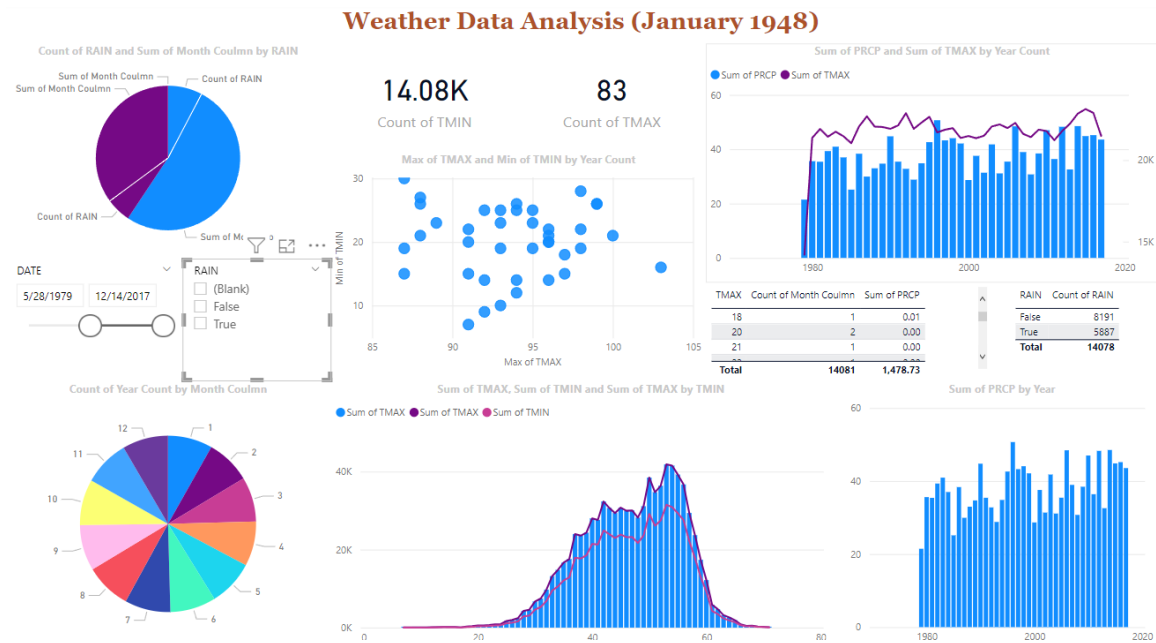 Weather Data Analysis (January 1948)
Count of RAIN and Sum of Month Coulmn by RAIN
Sum of Month Coulmn
Sum of Month Coulmn
Count of RAIN
Count of RAIN
Sum of Mo
14.08K
Count of TMIN
83
Count of TMAX
Sum of PRCP and Sum of TMAX by Year Count
Sum of PRCP Sum of TMAX
60
40
20
0
20K
15K
1980 2000 2020
Max of TMAX and Min of TMIN by Year Count
Min of TMIN
30
20
10
85 90 95 100 105
Max of TMAX
DATE
5/28/1979 12/14/2017
RAIN
(Blank)
False
True
TMAX Count of Month Coulmn Sum of PRCP
18 1 0.01
20 2 0.00
21 1 0.00
Total 14081 1,478.73
RAIN Count of RAIN
False 8191
True 5887
Total 14078
Count of Year Count by Month Coulmn
1
2
3
4
5
6
7
8
9
10
11
12
Sum of TMAX, Sum of TMIN and Sum of TMAX by TMIN
Sum of TMAX Sum of TMAX Sum of TMIN
40K
20K
0K
0 20 40 60 80
Sum of PRCP by Year
60
40
20
0
1980 2000 2020